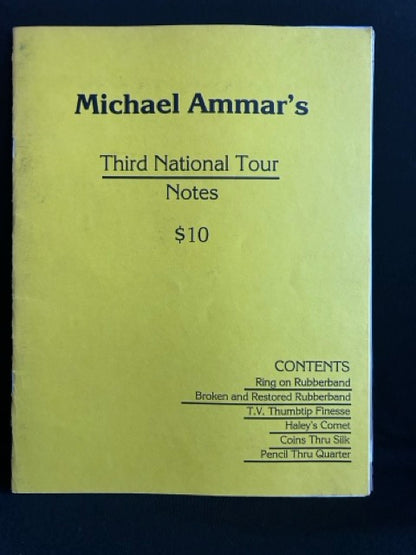 Michael Ammar's
Third National Tour
Notes
$10
CONTENTS
Ring on Rubberband
Broken and Restored Rubberband
T.V. Thumbtip Finesse
Haley's Comet
Coins Thru Silk
Pencil Thru Quarter